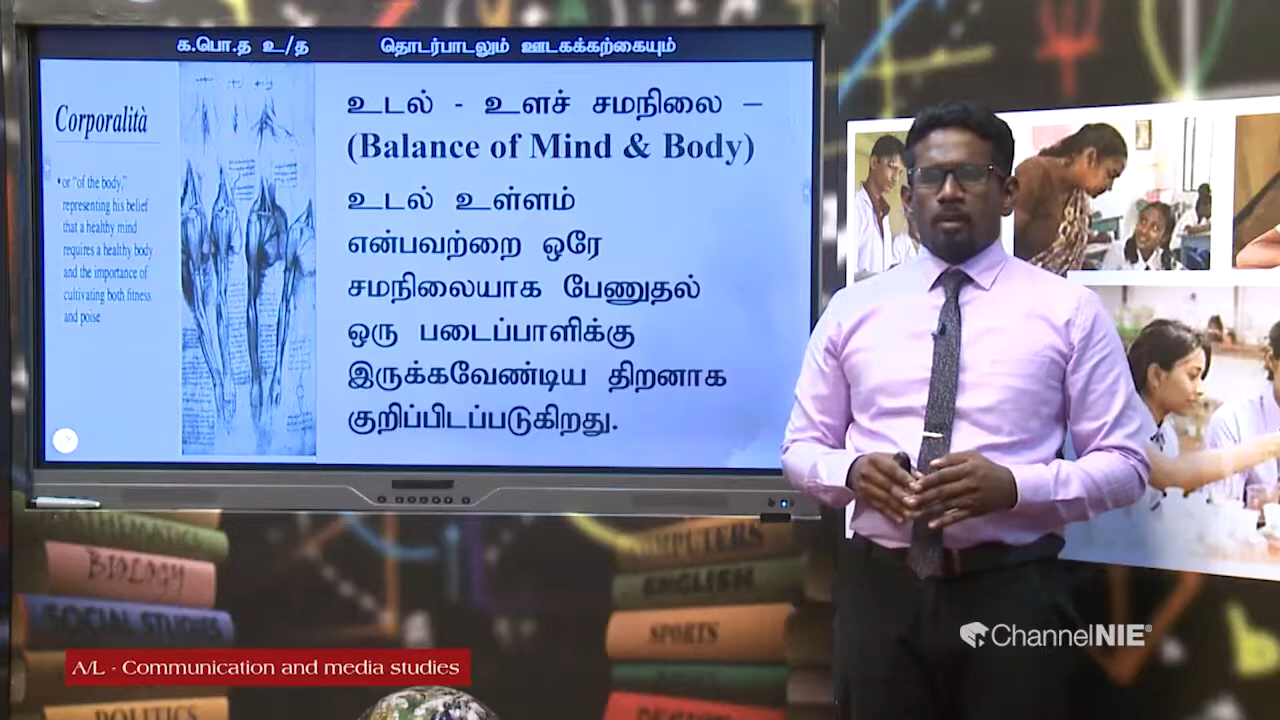 க.பொ.த உ/த
தொடர்பாடலும் ஊடகக்கற்கையும்
Corporalità
• or “of the body,”
representing his belief
that a healthy mind
requires a healthy body
and the importance of
cultivating both fitness
and poise
உடல் - உளச் சமநிலை –
(Balance of Mind & Body)
உடல் உள்ளம்
என்பவற்றை ஒரே
சமநிலையாக பேணுதல்
ஒரு படைப்பாளிக்கு
இருக்கவேண்டிய திறனாக
குறிப்பிடப்படுகிறது.
MATHEMATICS
BIOLOGY
SOCIAL STUDIES
POLITICS
COMPUTERS
ENGLISH
SPORTS
A/L - Communication and media studies
ChannelNIE®